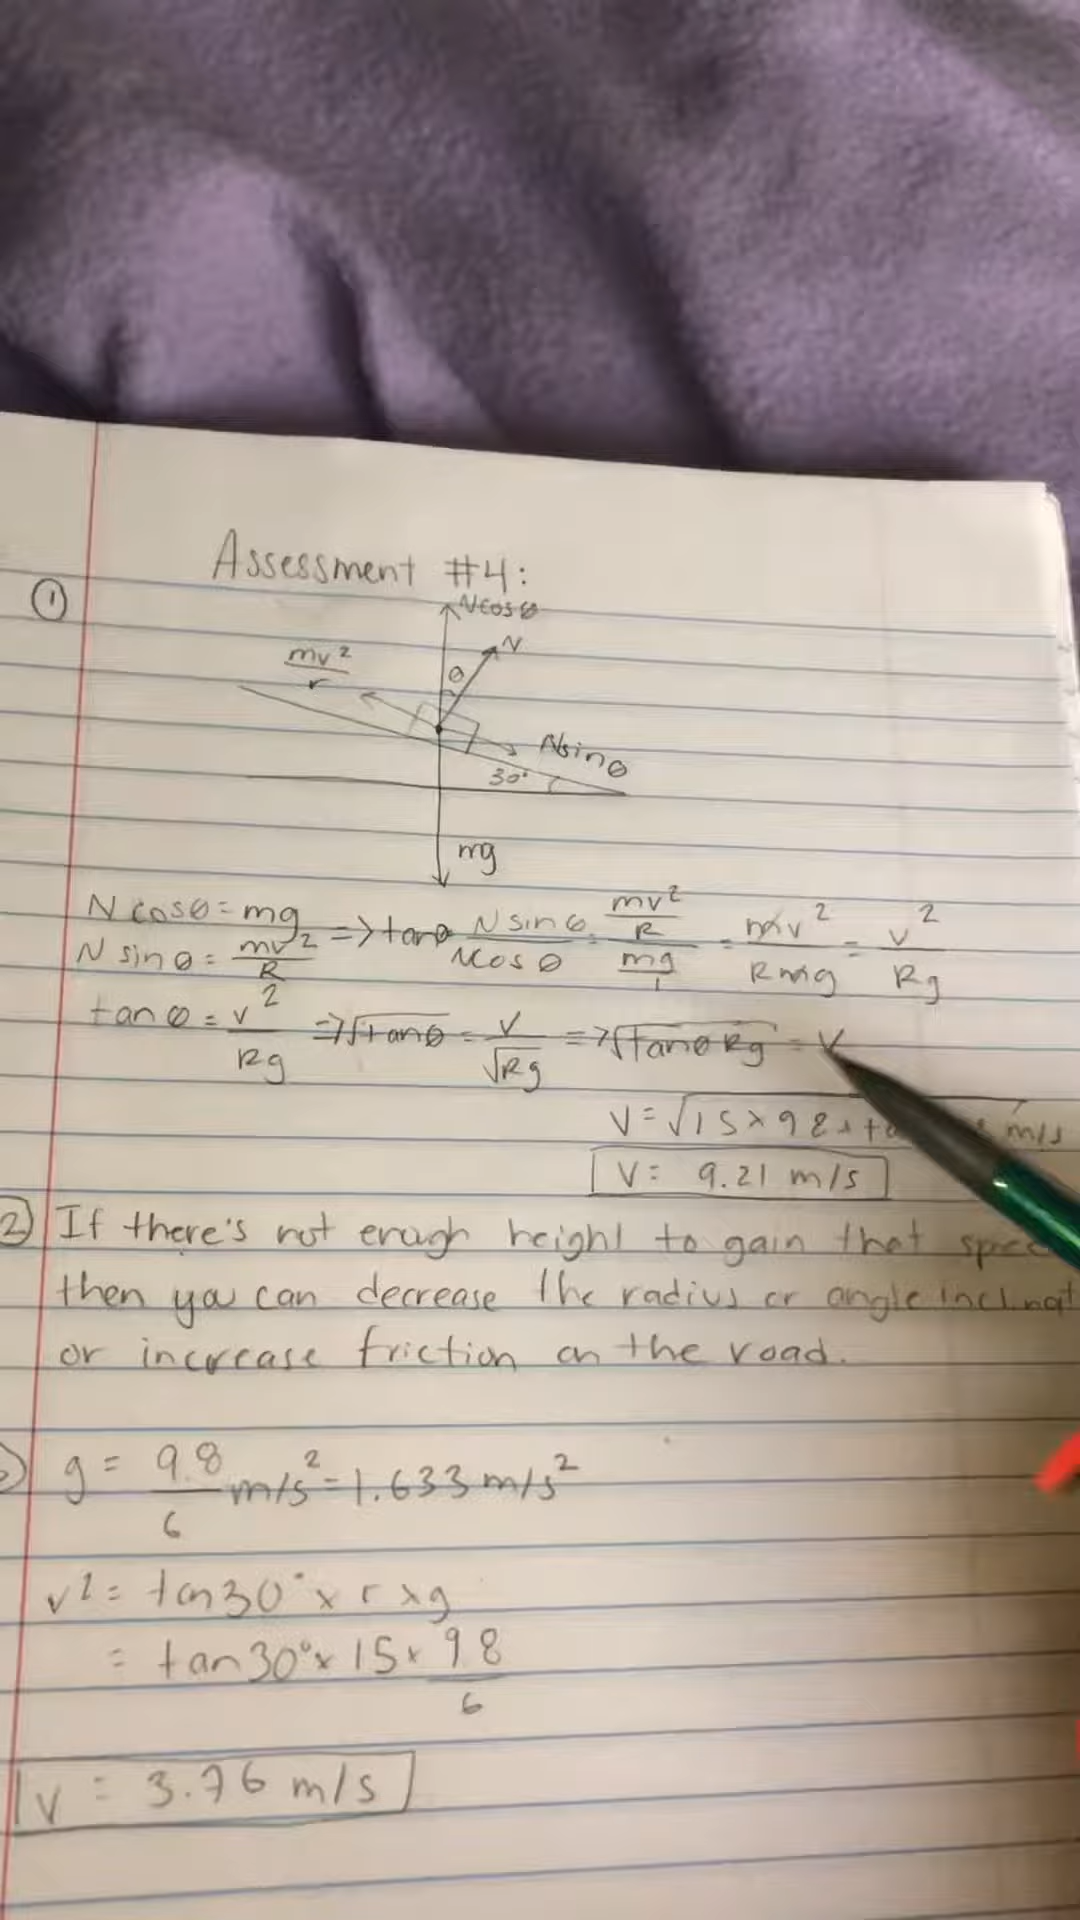 Assessment #4:
①
Ncosθ
N
mv²/r
θ
Nsinθ
30°
mg
N cosθ = mg
N sinθ = mv²/R => tanθ N sinθ/Ncosθ = mv²/R / mg/1 = mv²/Rmg = v²/Rg
tanθ = v²/Rg => √tanθ = v/√Rg => √tanθRg = v
V = √15 × 9.8 × m/s
V = 9.21 m/s
2) If there's not enough height to gain that
then you can decrease the radius or angle
or increase friction on the road.
g = 9.8/6 m/s² = 1.633 m/s²
v² = tan30° × r × g
= tan30° × 15 × 9.8/6
V = 3.76 m/s